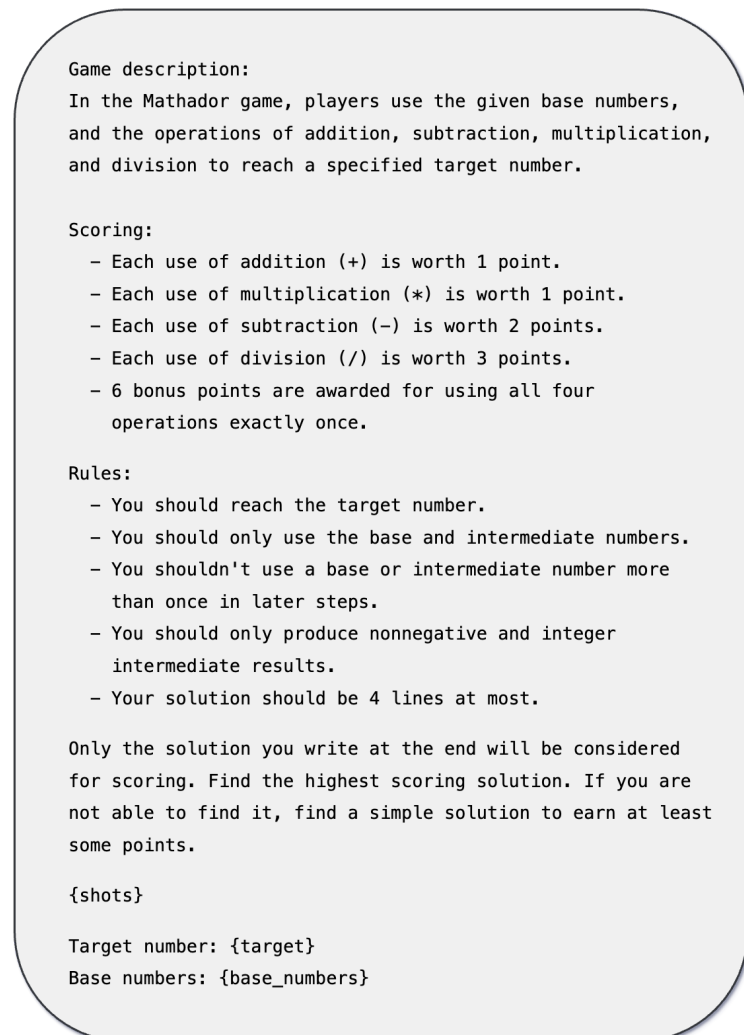 Game description:
In the Mathador game, players use the given base numbers,
and the operations of addition, subtraction, multiplication,
and division to reach a specified target number.
Scoring:
– Each use of addition (+) is worth 1 point.
– Each use of multiplication (*) is worth 1 point.
– Each use of subtraction (–) is worth 2 points.
– Each use of division (/) is worth 3 points.
– 6 bonus points are awarded for using all four
operations exactly once.
Rules:
– You should reach the target number.
– You should only use the base and intermediate numbers.
– You shouldn't use a base or intermediate number more
than once in later steps.
– You should only produce nonnegative and integer
intermediate results.
– Your solution should be 4 lines at most.
Only the solution you write at the end will be considered
for scoring. Find the highest scoring solution. If you are
not able to find it, find a simple solution to earn at least
some points.
{shots}
Target number: {target}
Base numbers: {base_numbers}